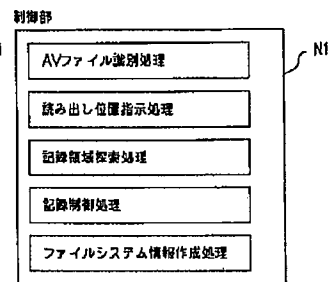 制御部
AVファイル識別処理
読み出し位置指示処理
記録領域探索処理
記録制御処理
ファイルシステム情報作成処理